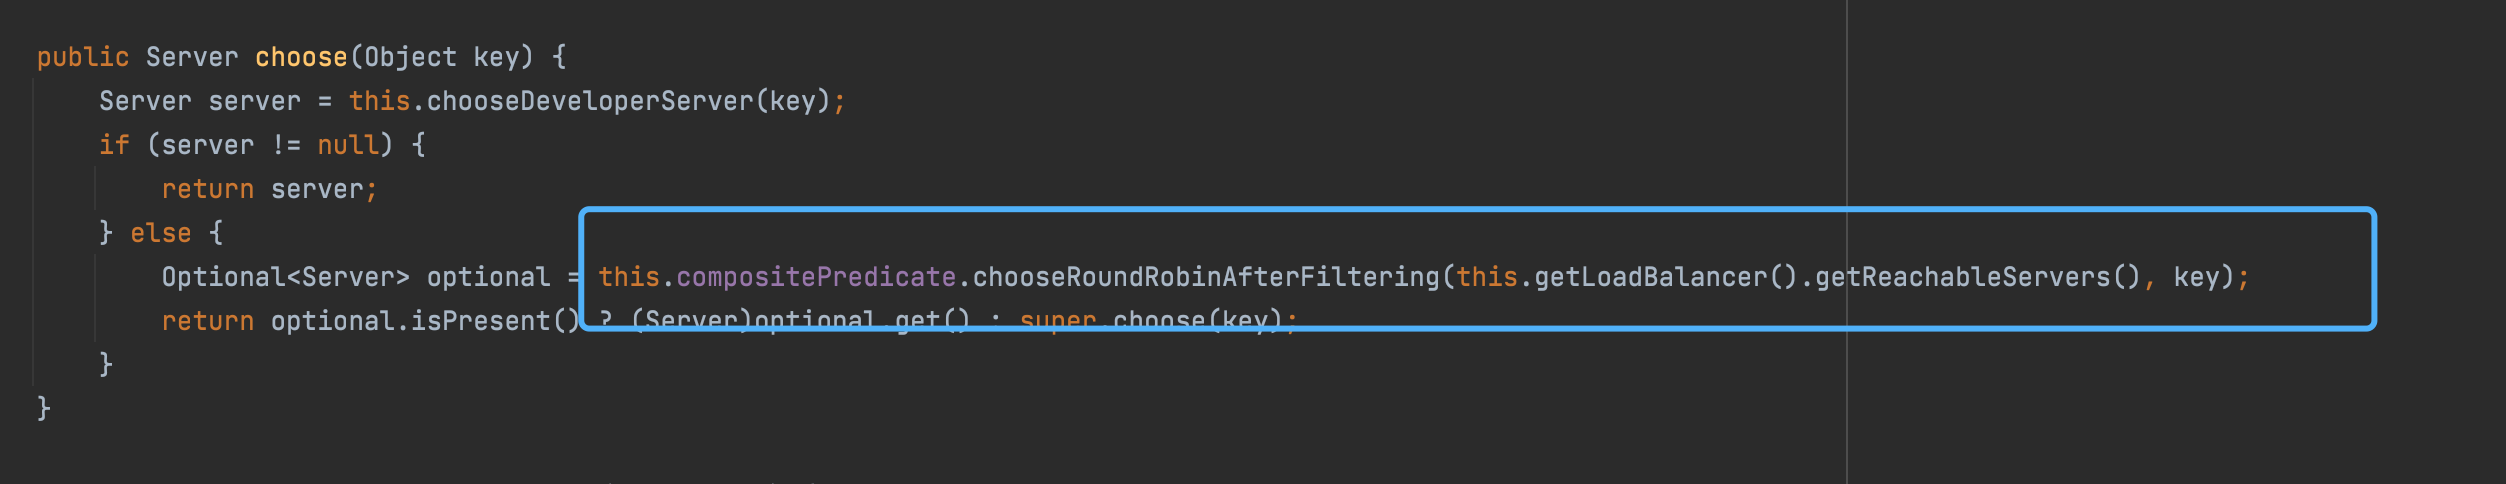 public Server choose(Object key) {
    Server server = this.chooseDeveloperServer(key);
    if (server != null) {
        return server;
    } else {
        Optional<Server> optional = this.compositePredicate.chooseRoundRobinAfterFiltering(this.getLoadBalancer().getReachableServers(), key);
        return optional.isPresent() ? (Server)optional.get() : super.choose(key);
    }
}